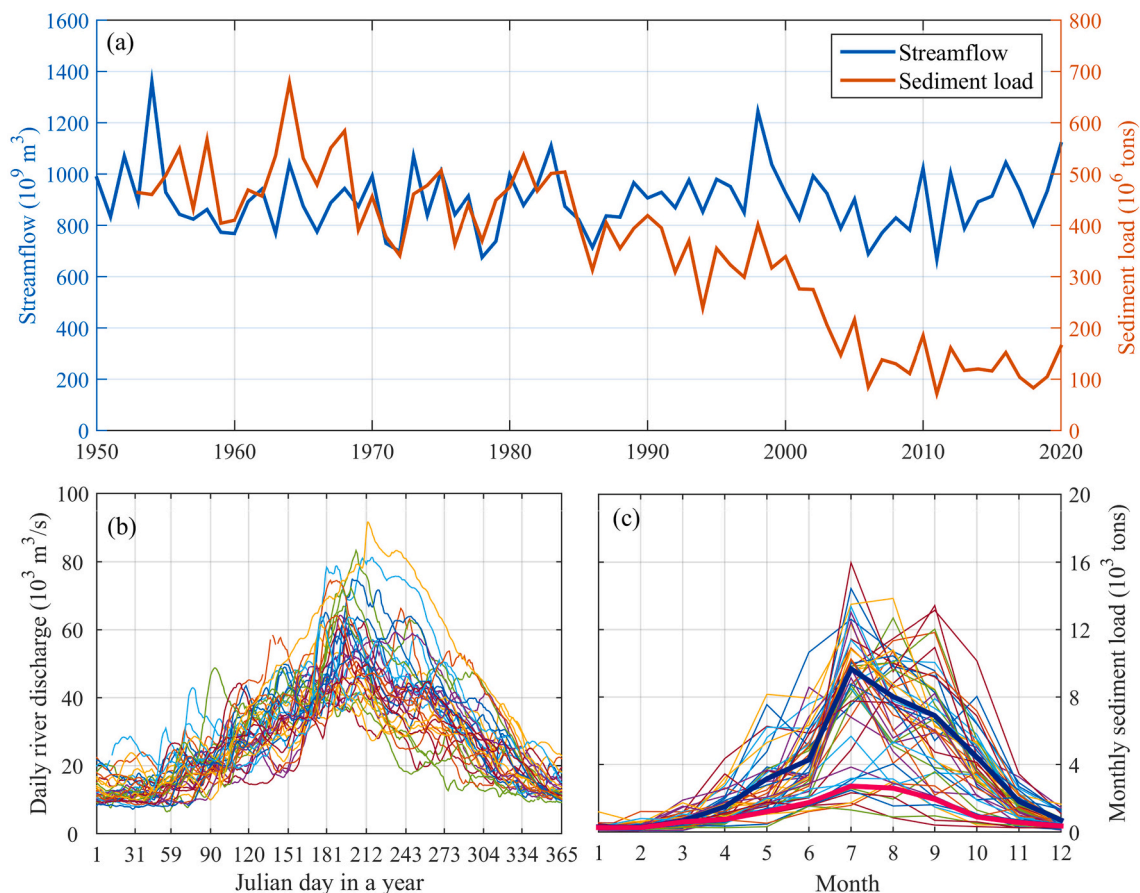 (a)
Streamflow
Sediment load
1600
1400
1200
1000
800
600
400
200
0
Streamflow (10⁹ m³)
800
700
600
500
400
300
200
100
0
Sediment load (10⁶ tons)
1950 1960 1970 1980 1990 2000 2010 2020
(b)
100
80
60
40
20
0
Daily river discharge (10³ m³/s)
1 31 59 90 120 151 181 212 243 273 304 334 365
Julian day in a year
(c)
20
16
12
8
4
0
Monthly sediment load (10³ tons)
1 2 3 4 5 6 7 8 9 10 11 12
Month